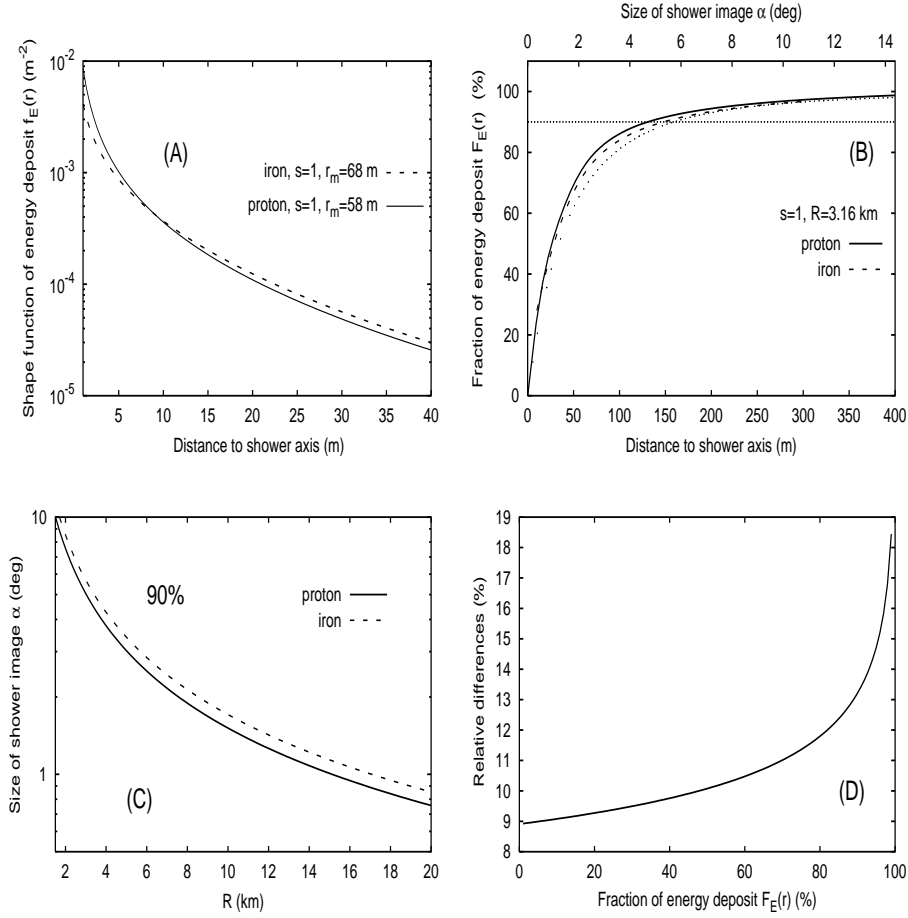 Shape function of energy deposit f_E(r) (m^-2)
10^-2
10^-3
10^-4
10^-5
(A)
iron, s=1, r_m=68 m
proton, s=1, r_m=58 m
5 10 15 20 25 30 35 40
Distance to shower axis (m)
Size of shower image α (deg)
0 2 4 6 8 10 12 14
Fraction of energy deposit F_E(r) (%)
100
80
60
40
20
0
(B)
s=1, R=3.16 km
proton
iron
0 50 100 150 200 250 300 350 400
Distance to shower axis (m)
Size of shower image α (deg)
10
1
90%
proton
iron
(C)
2 4 6 8 10 12 14 16 18 20
R (km)
Relative differences (%)
19
18
17
16
15
14
13
12
11
10
9
8
(D)
0 20 40 60 80 100
Fraction of energy deposit F_E(r) (%)